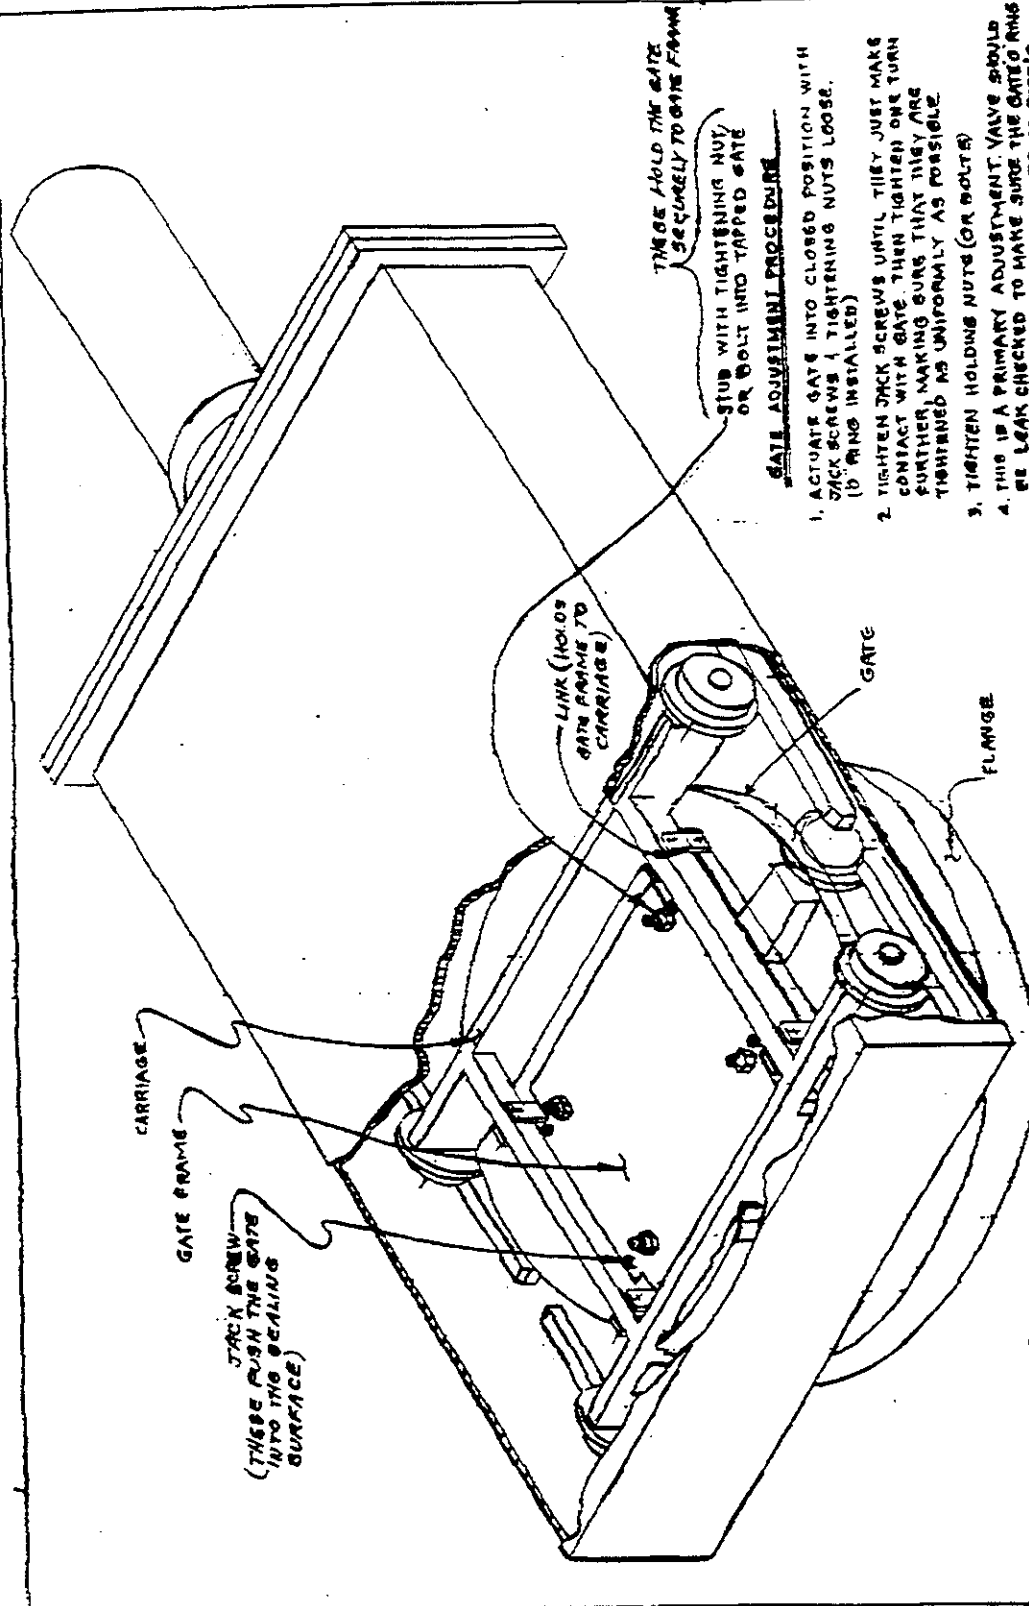 CARRIAGE
GATE FRAME
JACK SCREW
(THESE PUSH THE GATE
INTO THE SEALING
SURFACE)
LINK (HOLDS
GATE FRAME TO
CARRIAGE)
THESE HOLD THE GATE
SECURELY TO GATE FRAME
STUD WITH TIGHTENING NUT,
OR BOLT INTO TAPPED GATE
GATE
FLANGE
GATE ADJUSTMENT PROCEDURE
1. ACTUATE GATE INTO CLOSED POSITION WITH
JACK SCREWS & TIGHTENING NUTS LOOSE.
("O" RING INSTALLED)
2 TIGHTEN JACK SCREWS UNTIL THEY JUST MAKE
CONTACT WITH GATE. THEN TIGHTEN ONE TURN
FURTHER, MAKING SURE THAT THEY ARE
TIGHTENED AS UNIFORMLY AS POSSIBLE
3. TIGHTEN HOLDING NUTS (OR BOLTS)
4. THIS IS A PRIMARY ADJUSTMENT. VALVE SHOULD
BE LEAK CHECKED TO MAKE SURE THE GATE O RING